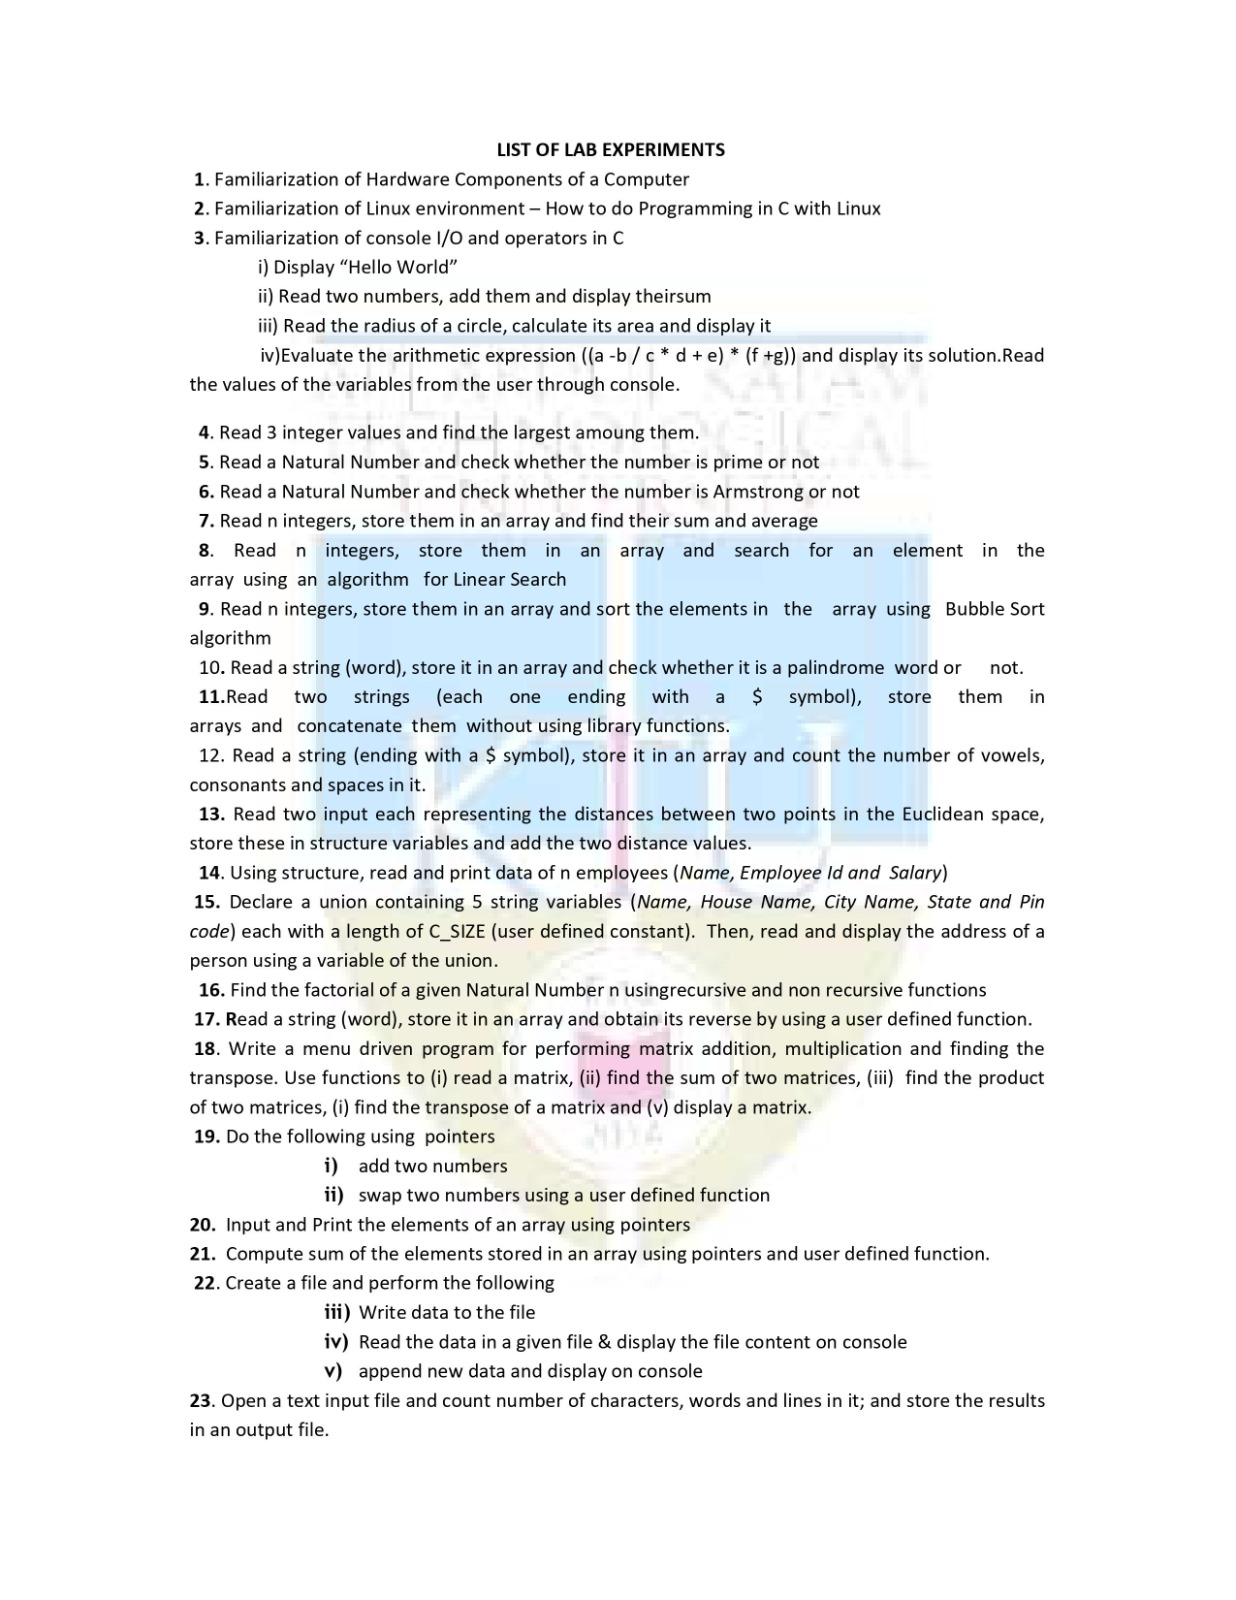 LIST OF LAB EXPERIMENTS
1. Familiarization of Hardware Components of a Computer
2. Familiarization of Linux environment – How to do Programming in C with Linux
3. Familiarization of console I/O and operators in C
i) Display “Hello World”
ii) Read two numbers, add them and display theirsum
iii) Read the radius of a circle, calculate its area and display it
iv)Evaluate the arithmetic expression ((a -b / c * d + e) * (f +g)) and display its solution.Read
the values of the variables from the user through console.
4. Read 3 integer values and find the largest amoung them.
5. Read a Natural Number and check whether the number is prime or not
6. Read a Natural Number and check whether the number is Armstrong or not
7. Read n integers, store them in an array and find their sum and average
8. Read n integers, store them in an array and search for an element in the
array using an algorithm for Linear Search
9. Read n integers, store them in an array and sort the elements in the array using Bubble Sort
algorithm
10. Read a string (word), store it in an array and check whether it is a palindrome word or not.
11.Read two strings (each one ending with a $ symbol), store them in
arrays and concatenate them without using library functions.
12. Read a string (ending with a $ symbol), store it in an array and count the number of vowels,
consonants and spaces in it.
13. Read two input each representing the distances between two points in the Euclidean space,
store these in structure variables and add the two distance values.
14. Using structure, read and print data of n employees (Name, Employee Id and Salary)
15. Declare a union containing 5 string variables (Name, House Name, City Name, State and Pin
code) each with a length of C_SIZE (user defined constant). Then, read and display the address of a
person using a variable of the union.
16. Find the factorial of a given Natural Number n usingrecursive and non recursive functions
17. Read a string (word), store it in an array and obtain its reverse by using a user defined function.
18. Write a menu driven program for performing matrix addition, multiplication and finding the
transpose. Use functions to (i) read a matrix, (ii) find the sum of two matrices, (iii) find the product
of two matrices, (i) find the transpose of a matrix and (v) display a matrix.
19. Do the following using pointers
i) add two numbers
ii) swap two numbers using a user defined function
20. Input and Print the elements of an array using pointers
21. Compute sum of the elements stored in an array using pointers and user defined function.
22. Create a file and perform the following
iii) Write data to the file
iv) Read the data in a given file & display the file content on console
v) append new data and display on console
23. Open a text input file and count number of characters, words and lines in it; and store the results
in an output file.